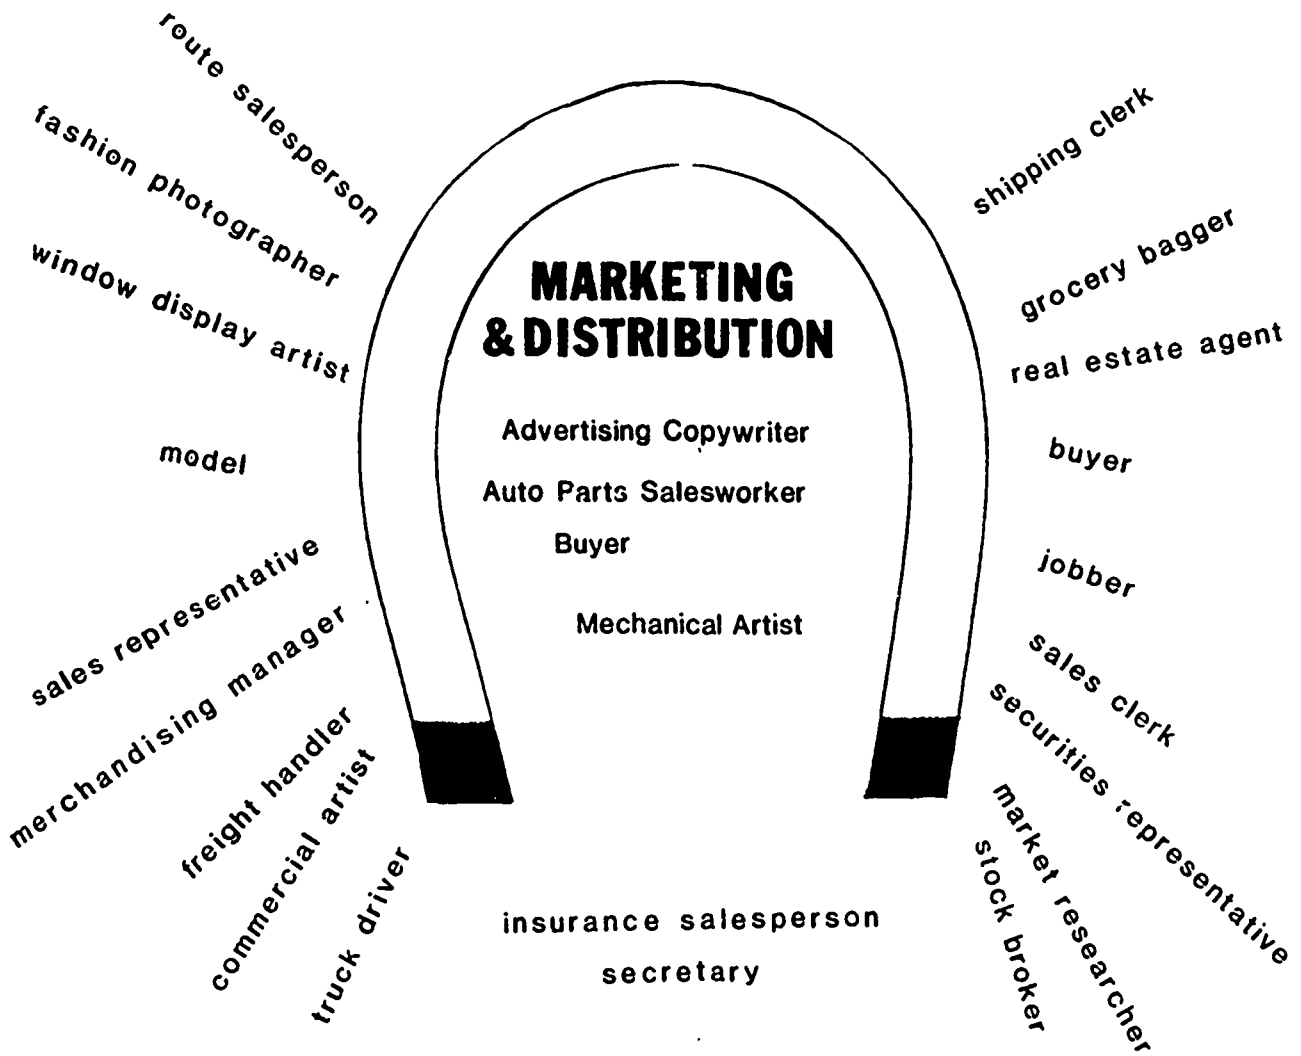 route salesperson
fashion photographer
window display artist
model
sales representative
merchandising manager
freight handler
commercial artist
truck driver
MARKETING
& DISTRIBUTION
Advertising Copywriter
Auto Parts Salesworker
Buyer
Mechanical Artist
insurance salesperson
secretary
shipping clerk
grocery bagger
real estate agent
buyer
jobber
sales clerk
securities representative
market researcher
stock broker